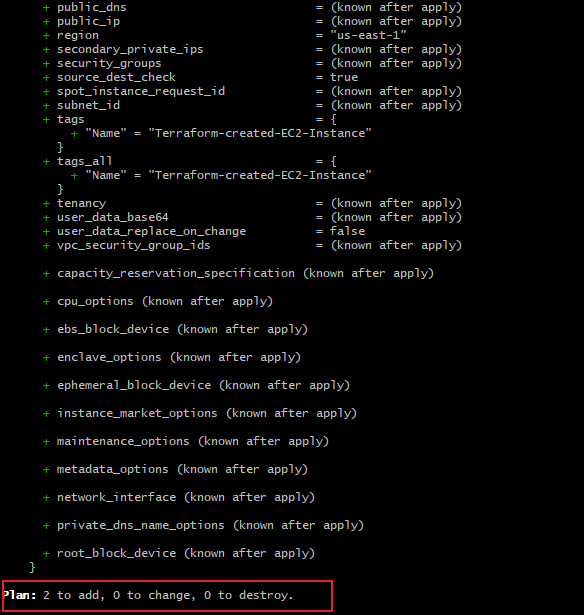 + public_dns = (known after apply)
+ public_ip = (known after apply)
+ region = "us-east-1"
+ secondary_private_ips = (known after apply)
+ security_groups = (known after apply)
+ source_dest_check = true
+ spot_instance_request_id = (known after apply)
+ subnet_id = (known after apply)
+ tags = {
+ "Name" = "Terraform-created-EC2-Instance"
}
+ tags_all = {
+ "Name" = "Terraform-created-EC2-Instance"
}
+ tenancy = (known after apply)
+ user_data_base64 = (known after apply)
+ user_data_replace_on_change = false
+ vpc_security_group_ids = (known after apply)
+ capacity_reservation_specification (known after apply)
+ cpu_options (known after apply)
+ ebs_block_device (known after apply)
+ enclave_options (known after apply)
+ ephemeral_block_device (known after apply)
+ instance_market_options (known after apply)
+ maintenance_options (known after apply)
+ metadata_options (known after apply)
+ network_interface (known after apply)
+ private_dns_name_options (known after apply)
+ root_block_device (known after apply)
}
Plan: 2 to add, 0 to change, 0 to destroy.